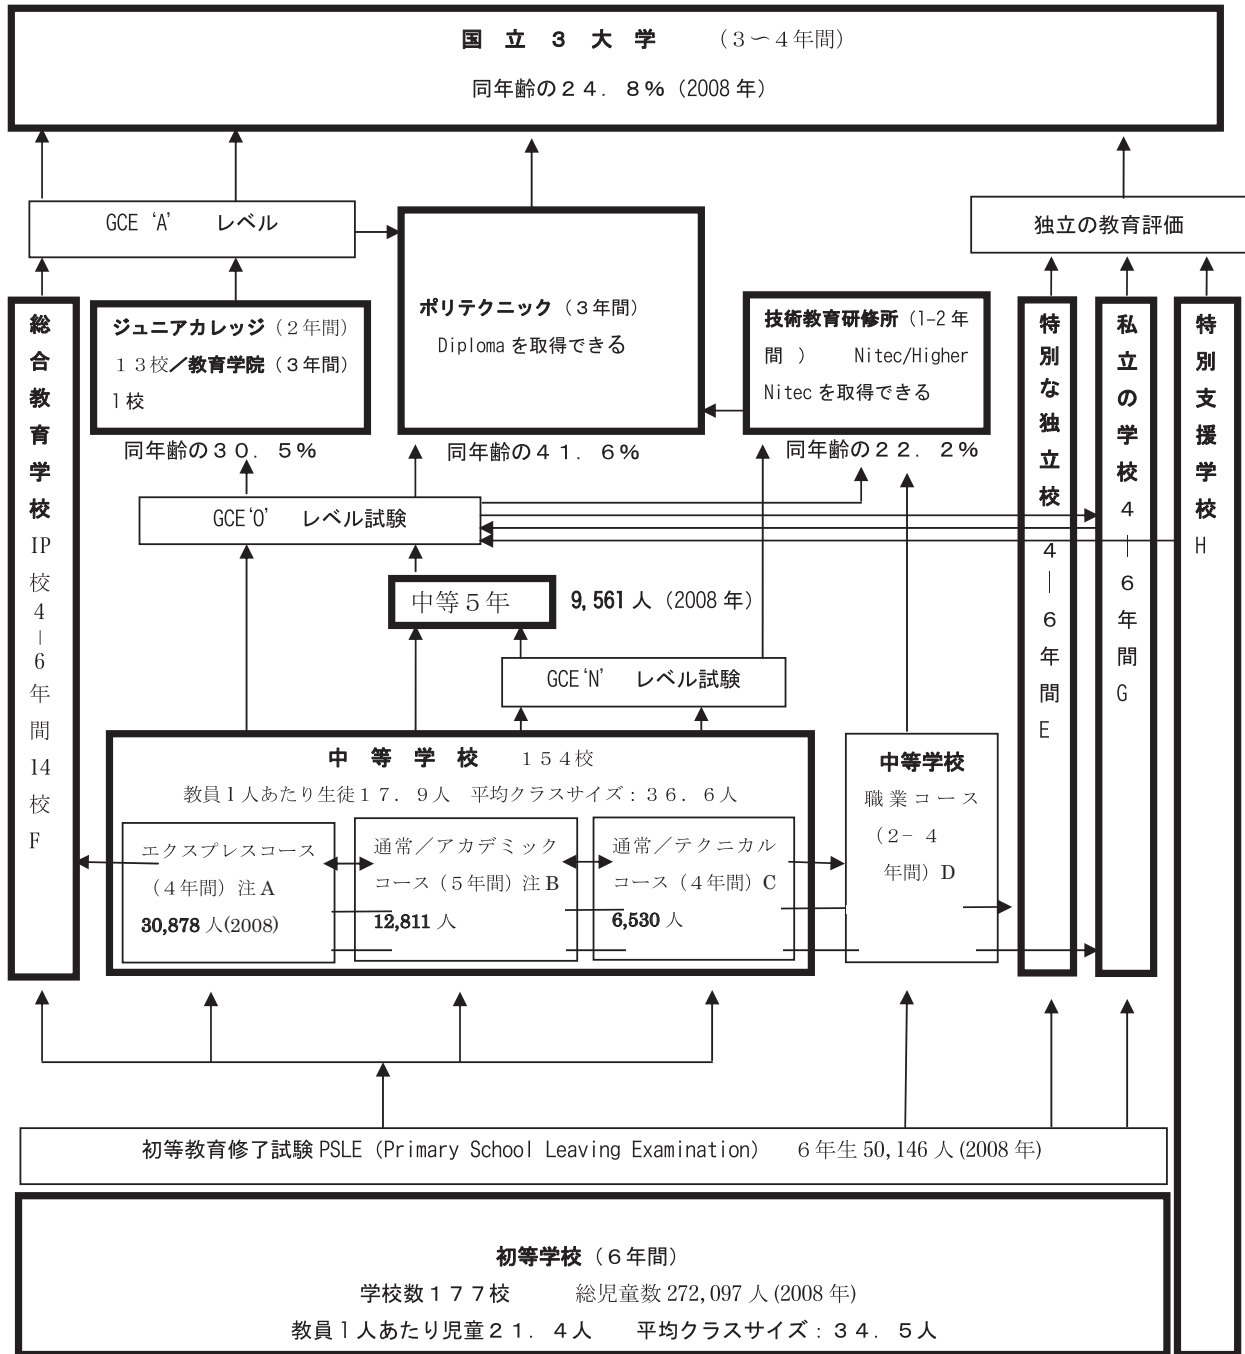 国 立 ３ 大 学 （３～４年間）
同年齢の２４．８％（2008 年）
GCE ‘A’ レベル
独立の教育評価
ポリテクニック（３年間）
Diploma を取得できる
同年齢の４１．６％
ジュニアカレッジ（２年間）
１３校／教育学院（３年間）
１校
同年齢の３０．５％
技術教育研修所（1-2 年
間 ） Nitec/Higher
Nitec を取得できる
同年齢の２２．２％
総合教育学校 IP 校 4－6 年間 14 校 F
特別な独立校 ４－６年間 E
私立の学校 ４－６年間 G
特別支援学校 H
GCE‘O’ レベル試験
中等５年
9,561 人（2008 年）
GCE‘N’ レベル試験
中 等 学 校 １５４校
教員１人あたり生徒１７．９人 平均クラスサイズ：３６．６人
エクスプレスコース
（４年間）注 A
30,878 人(2008)
通常／アカデミック
コース（５年間）注 B
12,811 人
通常／テクニカル
コース（４年間）C
6,530 人
中等学校
職業コース
（2－４
年間）D
初等教育修了試験 PSLE（Primary School Leaving Examination） ６年生 50,146 人 (2008 年)
初等学校（６年間）
学校数１７７校 総児童数 272,097 人 (2008 年)
教員１人あたり児童２１．４人 平均クラスサイズ：３４．５人